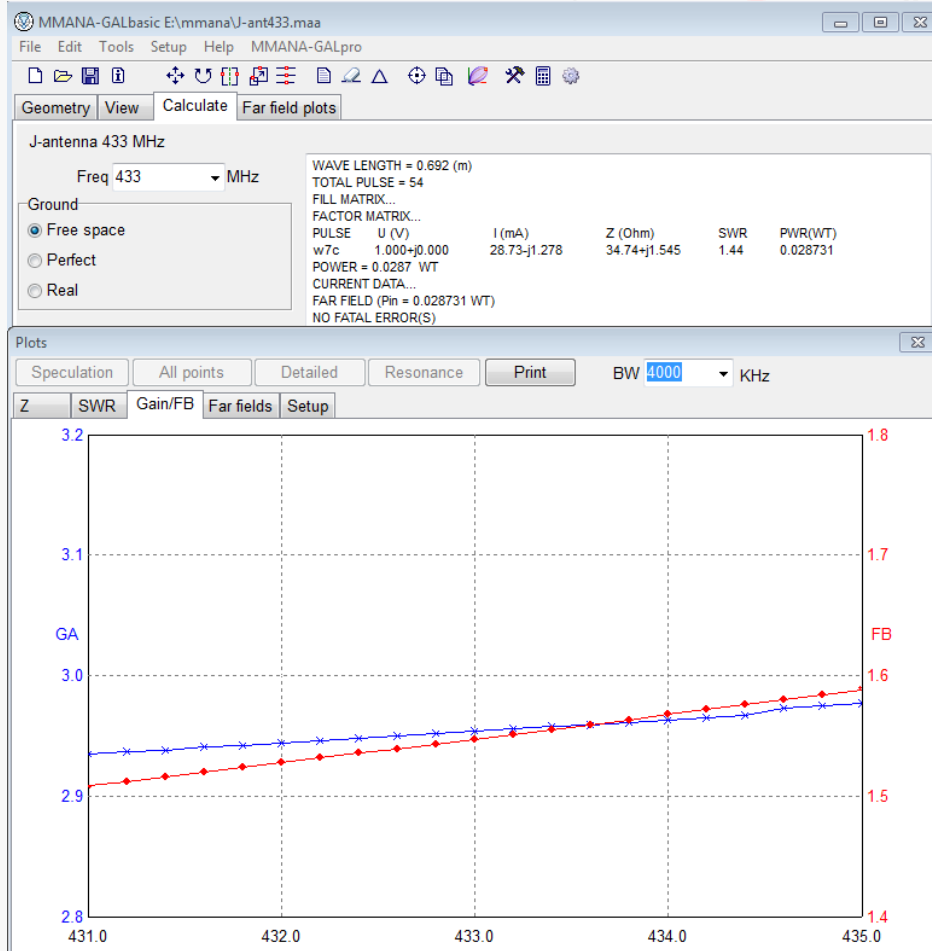 MMANA-GALbasic E:\mmana\J-ant433.maa
File Edit Tools Setup Help MMANA-GALpro
Geometry View Calculate Far field plots
J-antenna 433 MHz
Freq 433 MHz
Ground
Free space
Perfect
Real
WAVE LENGTH = 0.692 (m)
TOTAL PULSE = 54
FILL MATRIX...
FACTOR MATRIX...
PULSE U (V) I (mA) Z (Ohm) SWR PWR(WT)
w7c 1.000+j0.000 28.73-j1.278 34.74+j1.545 1.44 0.028731
POWER = 0.0287 WT
CURRENT DATA...
FAR FIELD (Pin = 0.028731 WT)
NO FATAL ERROR(S)
Plots
Speculation All points Detailed Resonance Print BW 4000 KHz
Z SWR Gain/FB Far fields Setup
3.2 1.8
3.1 1.7
GA FB
3.0 1.6
2.9 1.5
2.8 1.4
431.0 432.0 433.0 434.0 435.0